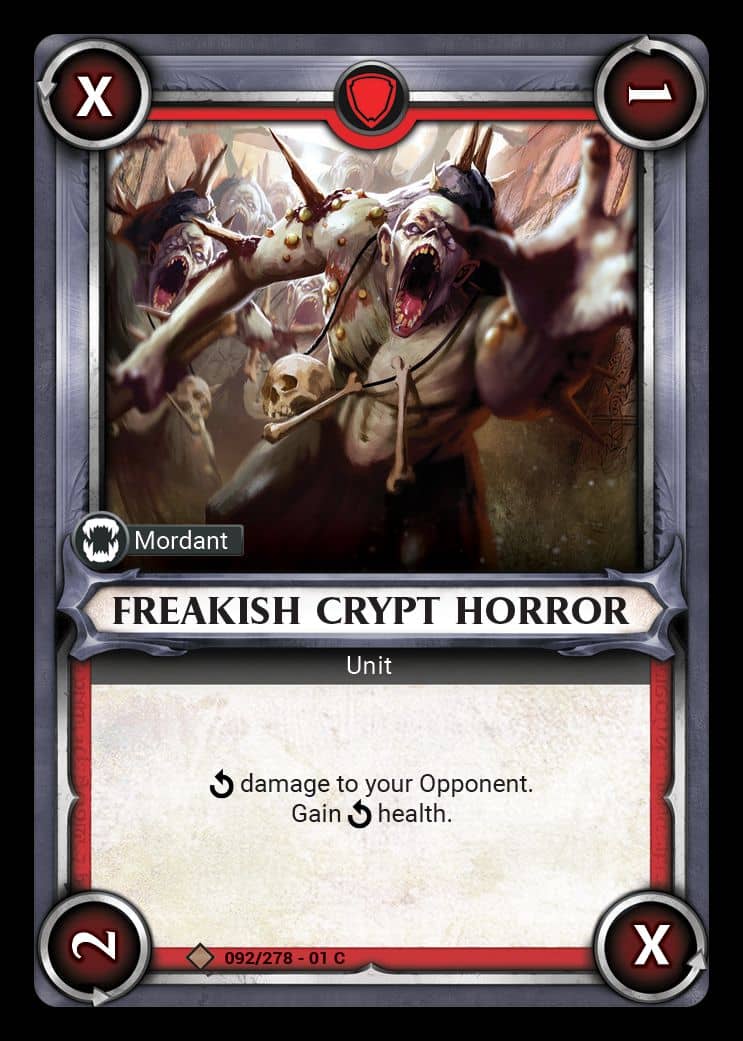 X
1
Mordant
FREAKISH CRYPT HORROR
Unit
damage to your Opponent.
Gain health.
2
092/278 - 01 C
X